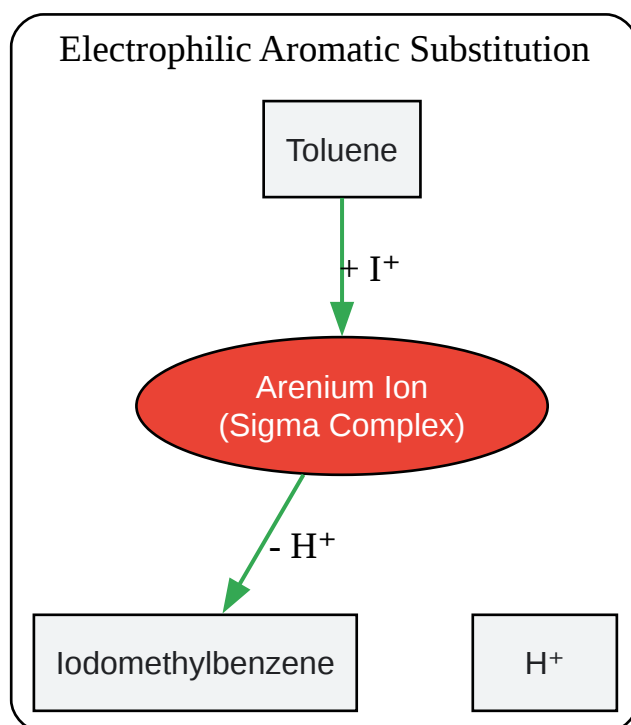 Electrophilic Aromatic Substitution
Toluene
+ I⁺
Arenium Ion
(Sigma Complex)
- H⁺
Iodomethylbenzene
H⁺